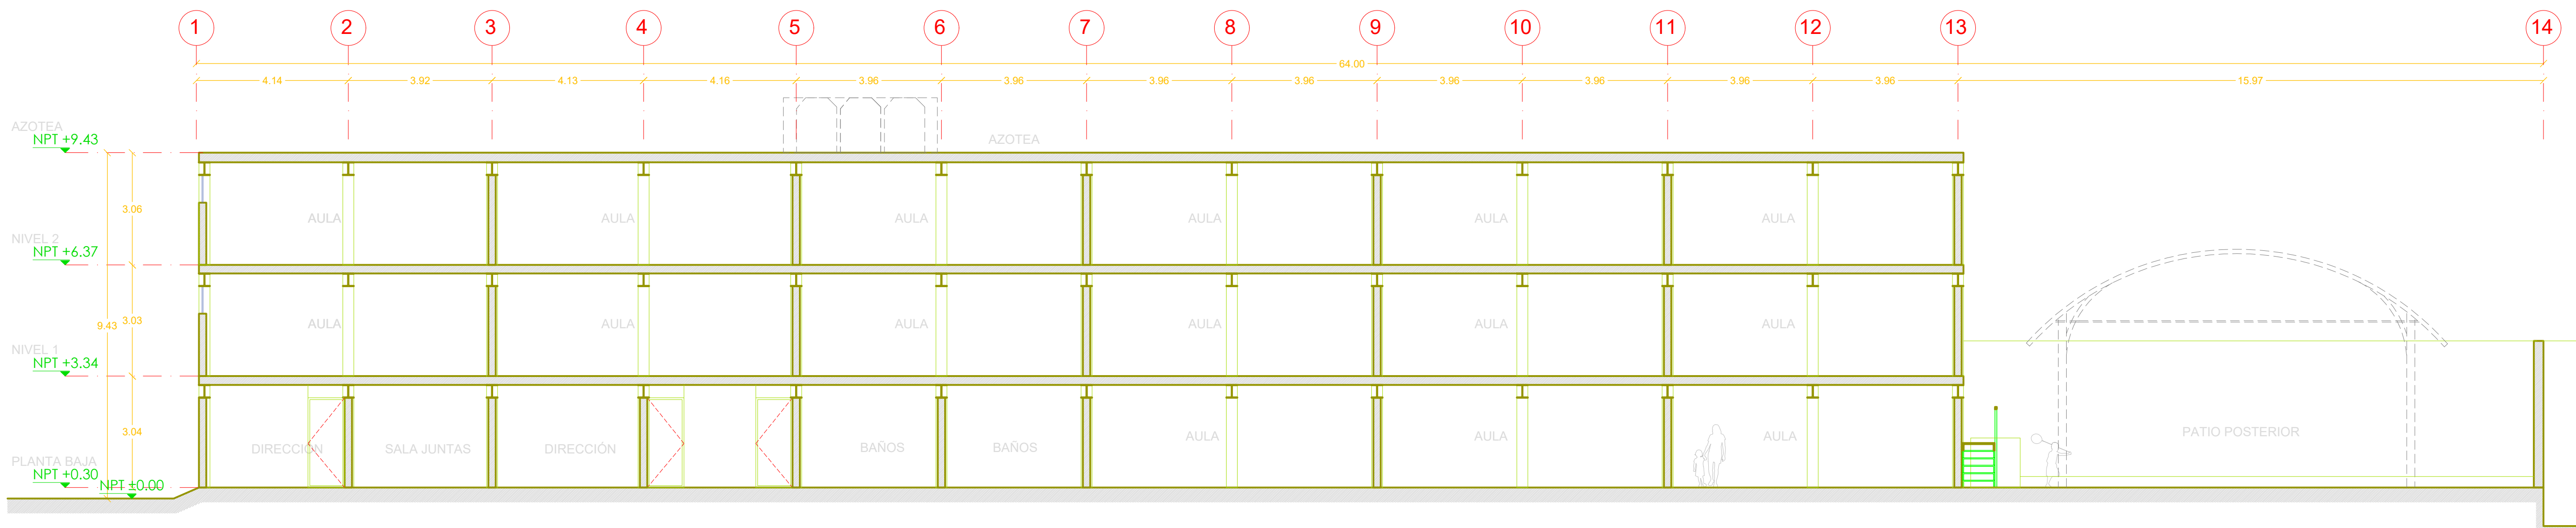 1 2 3 4 5 6 7 8 9 10 11 12 13 14
64.00
4.14 3.92 4.13 4.16 3.96 3.96 3.96 3.96 3.96 3.96 3.96 3.96 15.97
AZOTEA
NPT +9.43
AZOTEA
3.06
AULA AULA AULA AULA AULA AULA
NIVEL 2
NPT +6.37
9.43 3.03
AULA AULA AULA AULA AULA AULA
NIVEL 1
NPT +3.34
3.04
DIRECCIÓN SALA JUNTAS DIRECCIÓN BAÑOS BAÑOS AULA AULA AULA PATIO POSTERIOR
PLANTA BAJA
NPT +0.30
NPT ±0.00